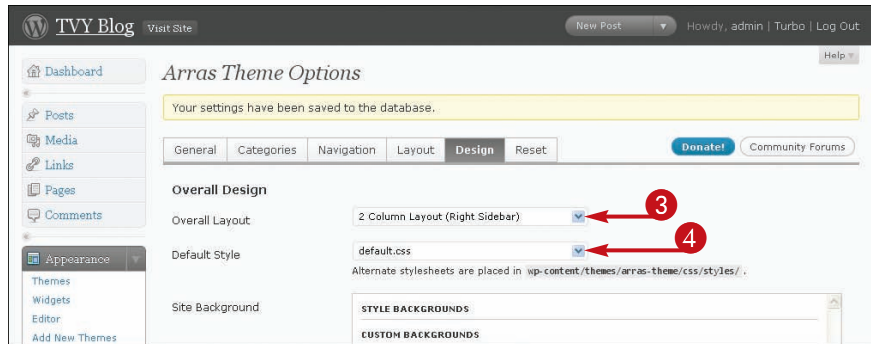 TVY Blog Visit Site New Post Howdy, admin | Turbo | Log Out
Help
Dashboard
Posts
Media
Links
Pages
Comments
Appearance
Themes
Widgets
Editor
Add New Themes
Arras Theme Options
Your settings have been saved to the database.
General Categories Navigation Layout Design Reset Donate! Community Forums
Overall Design
Overall Layout 2 Column Layout (Right Sidebar) 3
Default Style default.css 4
Alternate stylesheets are placed in wp-content/themes/arras-theme/css/styles/ .
Site Background STYLE BACKGROUNDS
CUSTOM BACKGROUNDS